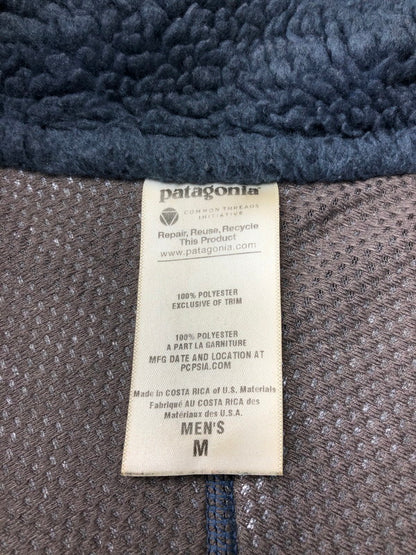 patagonia
COMMON THREADS
INITIATIVE
Repair, Reuse, Recycle
This Product
www.patagonia.com
100% POLYESTER
EXCLUSIVE OF TRIM
100% POLYESTER
A PART LA GARNITURE
MFG DATE AND LOCATION AT
PCPSIA.COM
Made in COSTA RICA of U.S. Materials
Fabriqué AU COSTA RICA des
Matériaux des U.S.A.
MEN'S
M